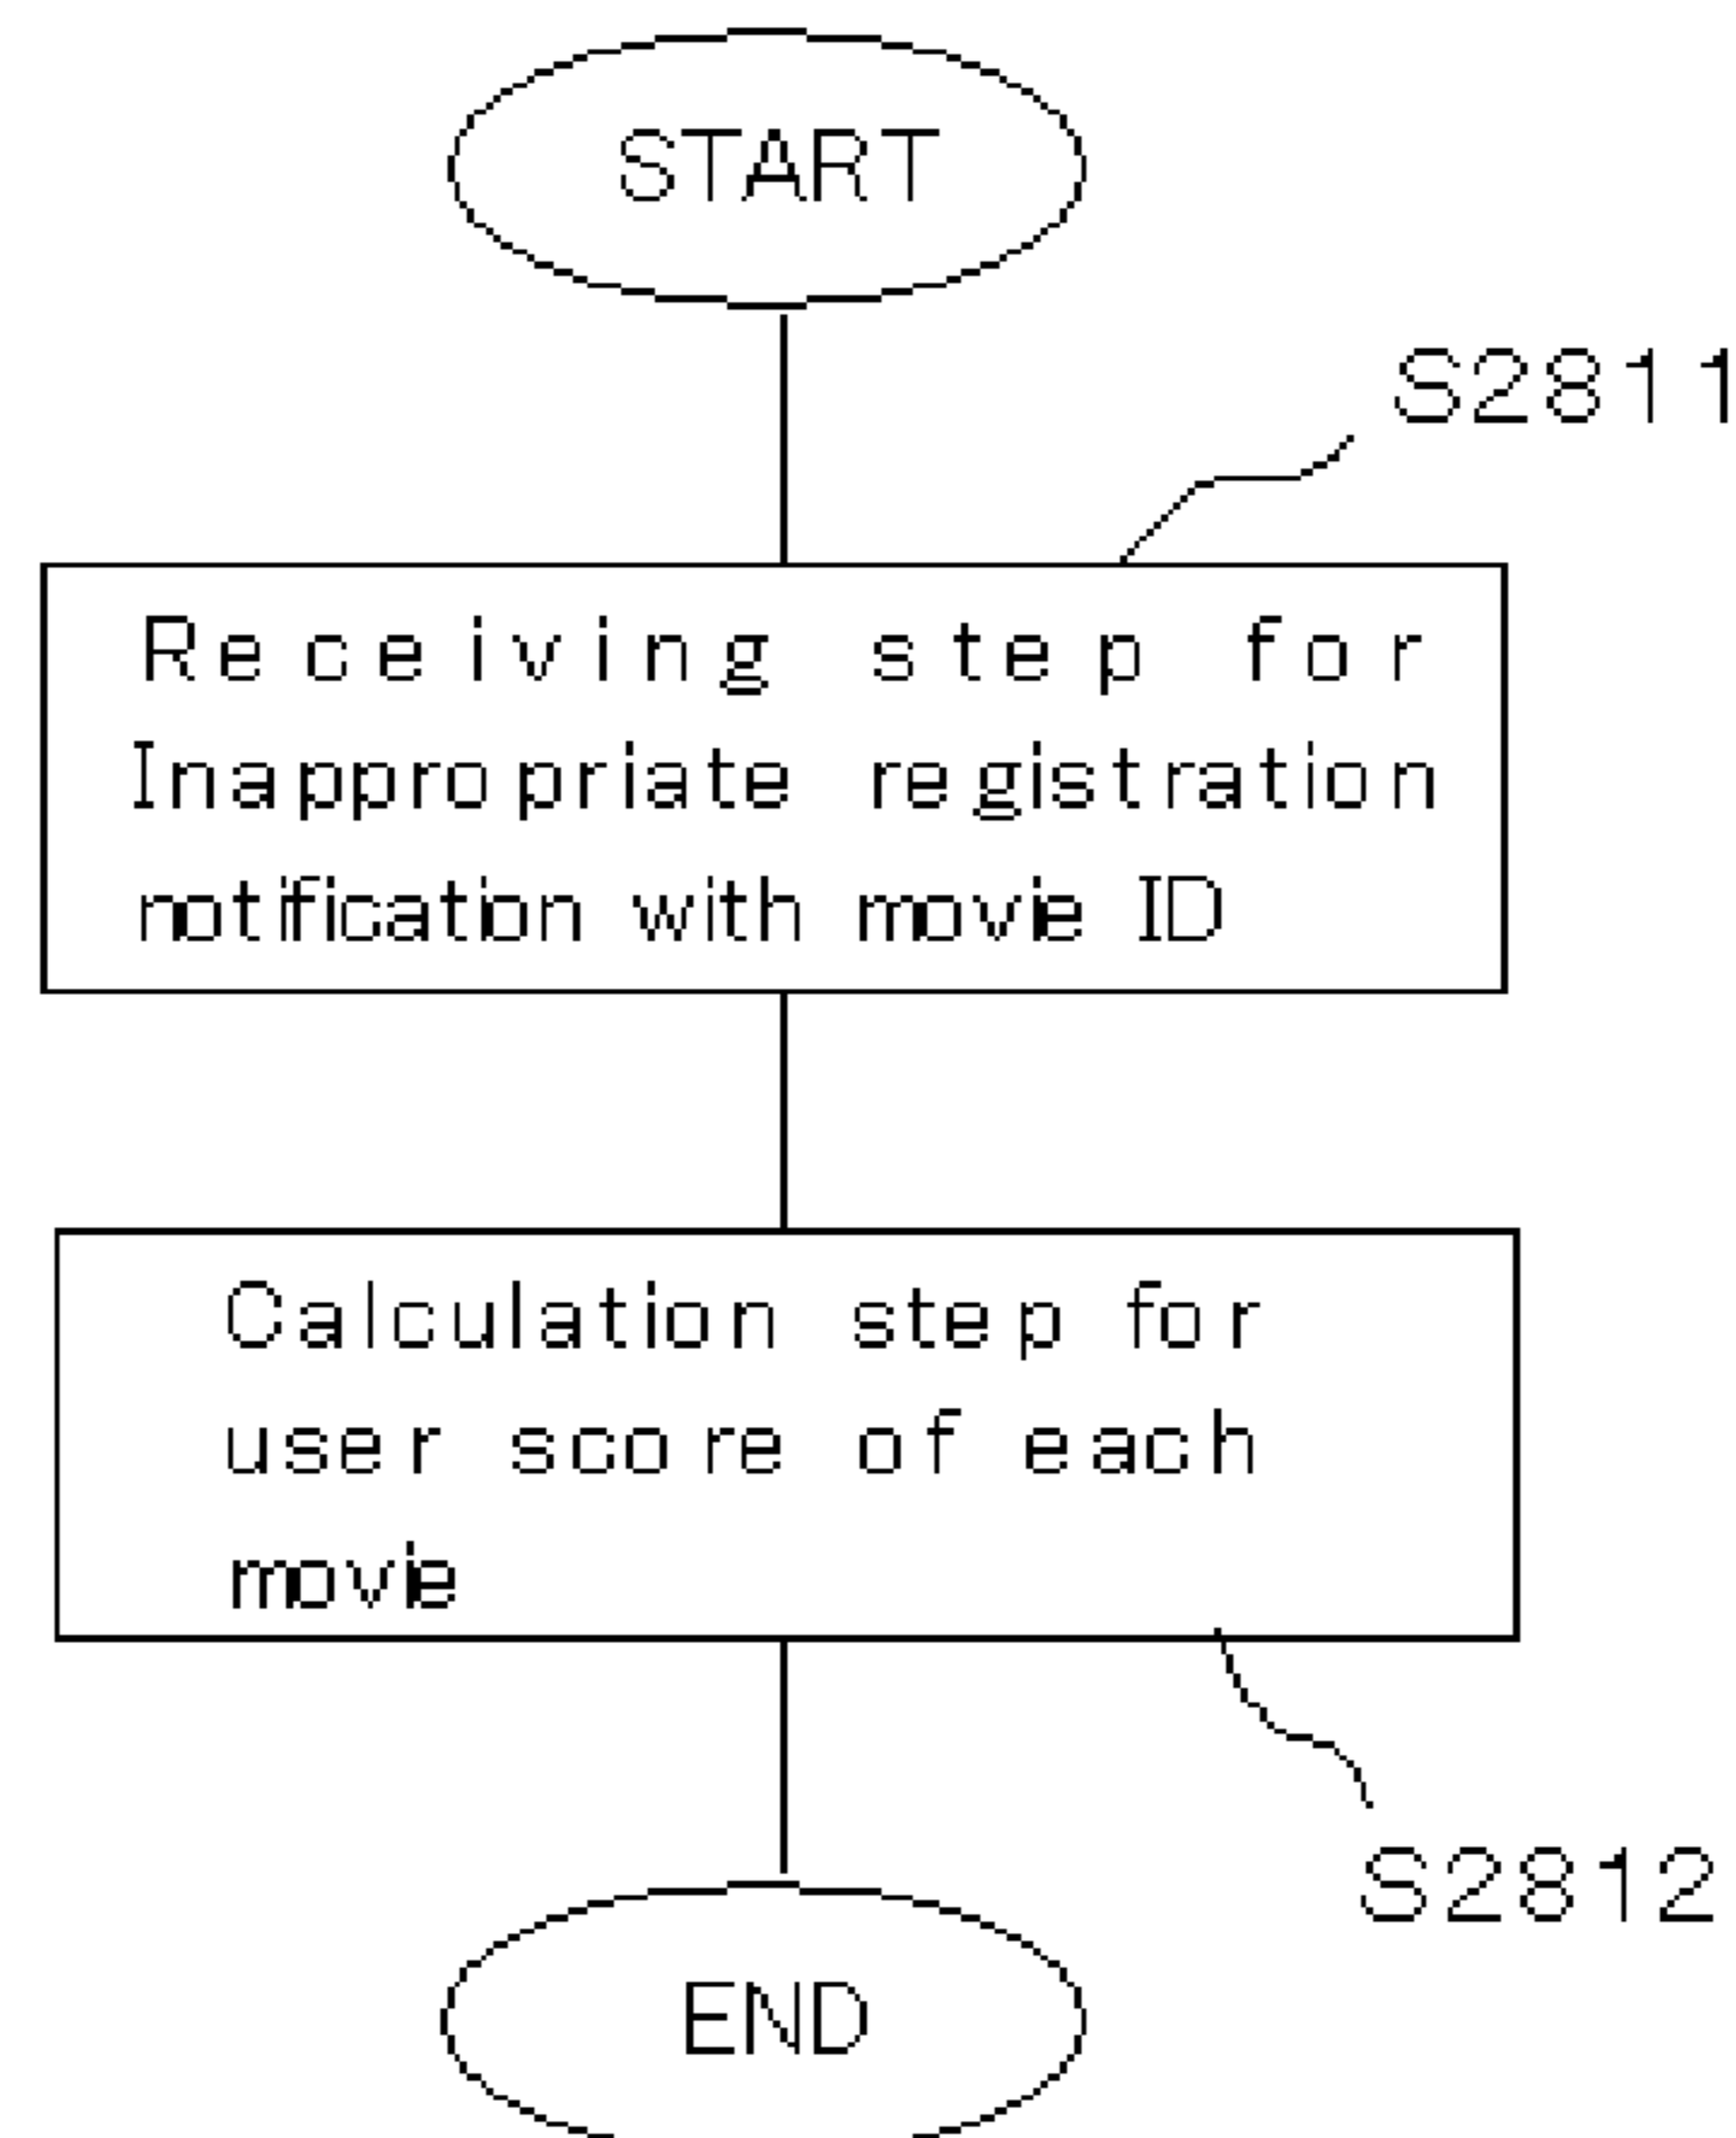 START
S2811
Receiving step for
Inappropriate registration
notification with movie ID
Calculation step for
user score of each
movie
S2812
END